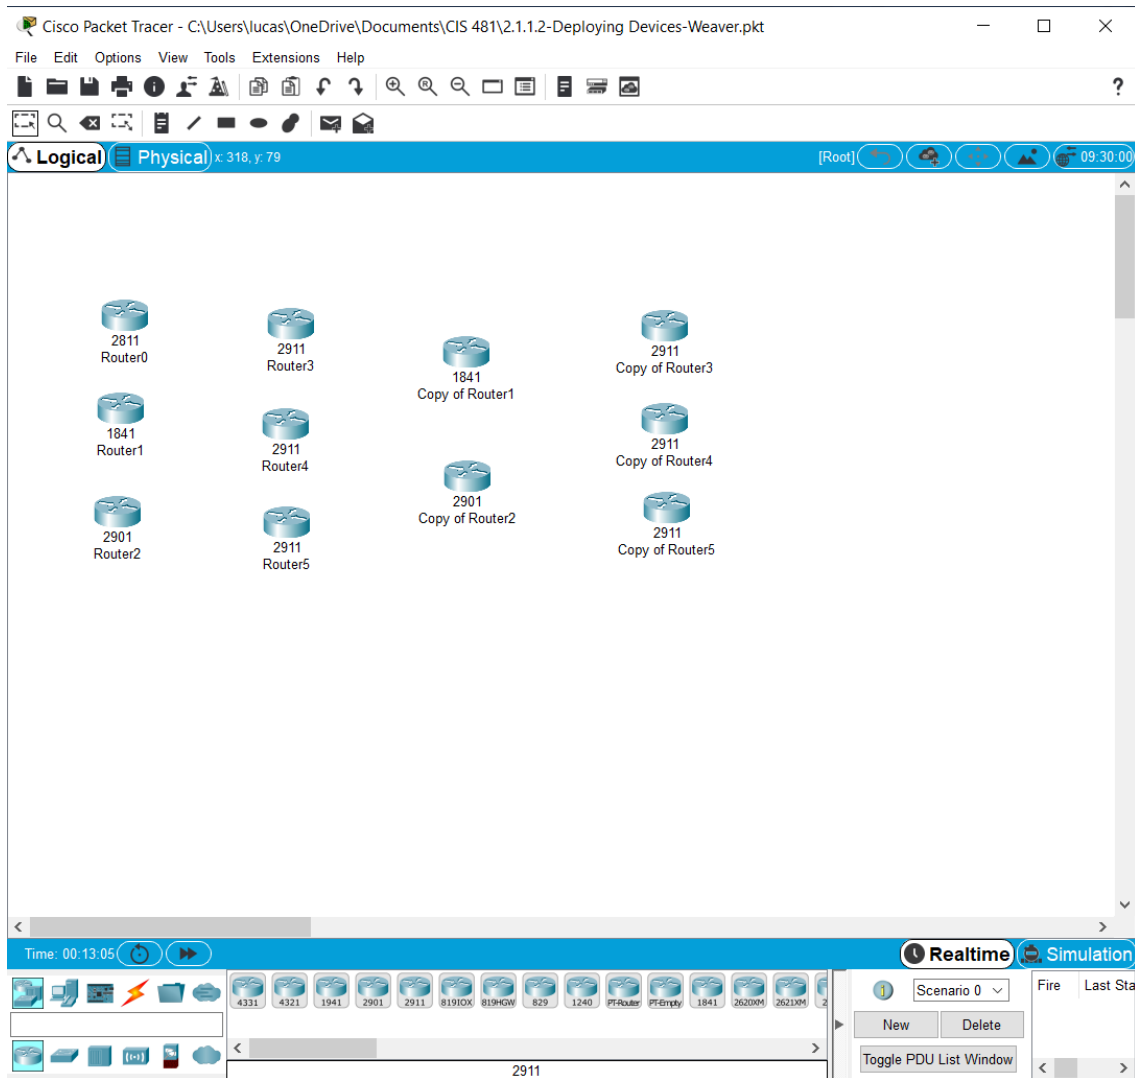 Cisco Packet Tracer - C:\Users\lucas\OneDrive\Documents\CIS 481\2.1.1.2-Deploying Devices-Weaver.pkt
File Edit Options View Tools Extensions Help
?
Logical Physical x: 318, y: 79 [Root] 09:30:00
2811
Router0
2911
Router3
1841
Copy of Router1
2911
Copy of Router3
1841
Router1
2911
Router4
2911
Copy of Router4
2901
Router2
2911
Router5
2901
Copy of Router2
2911
Copy of Router5
Time: 00:13:05 Realtime Simulation
4331 4321 1941 2901 2911 819IOX 819HGW 829 1240 PT-Router PT-Empty 1841 2620XM 2621XM 2
Scenario 0 Fire Last Sta
New Delete
Toggle PDU List Window
2911